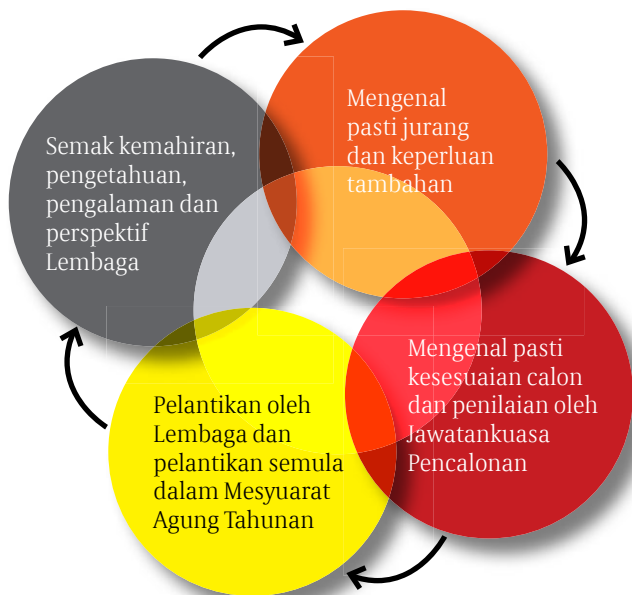 Semak kemahiran,
pengetahuan,
pengalaman dan
perspektif
Lembaga
Mengenal
pasti jurang
dan keperluan
tambahan
Mengenal pasti
kesesuaian calon
dan penilaian oleh
Jawatankuasa
Pencalonan
Pelantikan oleh
Lembaga dan
pelantikan semula
dalam Mesyuarat
Agung Tahunan